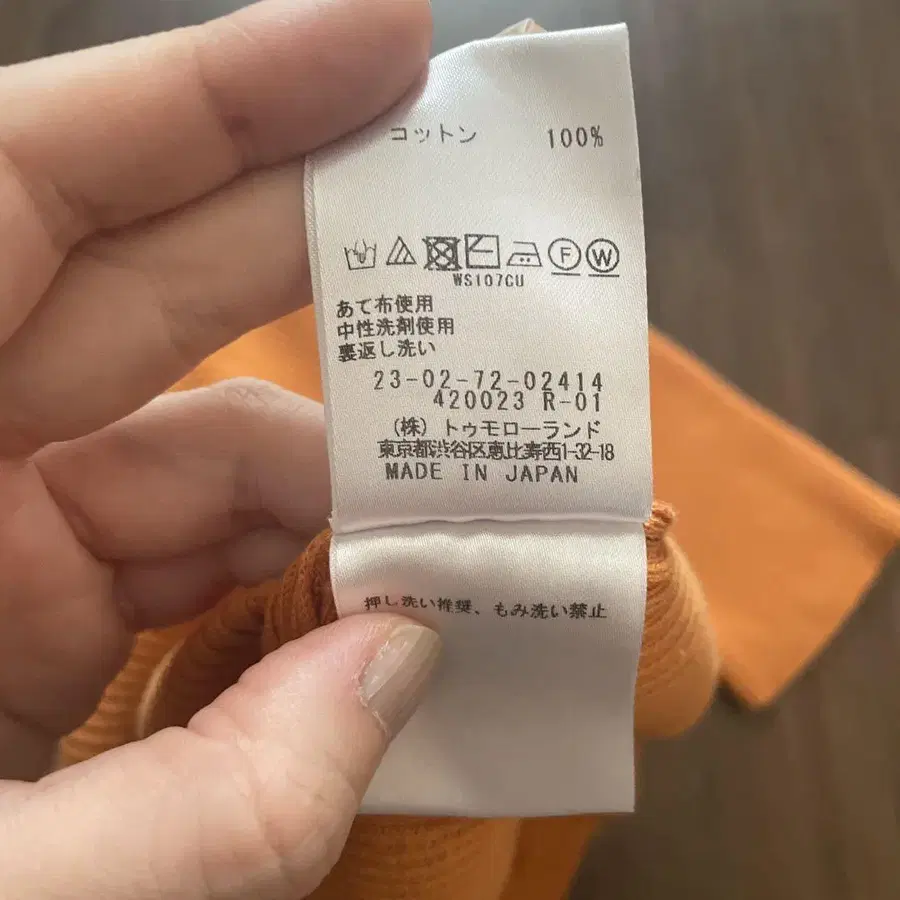 コットン 100%
F W
WS107CU
あて布使用
中性洗剤使用
裏返し洗い
23-02-72-02414
420023 R-01
(株) トゥモローランド
東京都渋谷区恵比寿西1-32-18
MADE IN JAPAN
押し洗い推奨、もみ洗い禁止